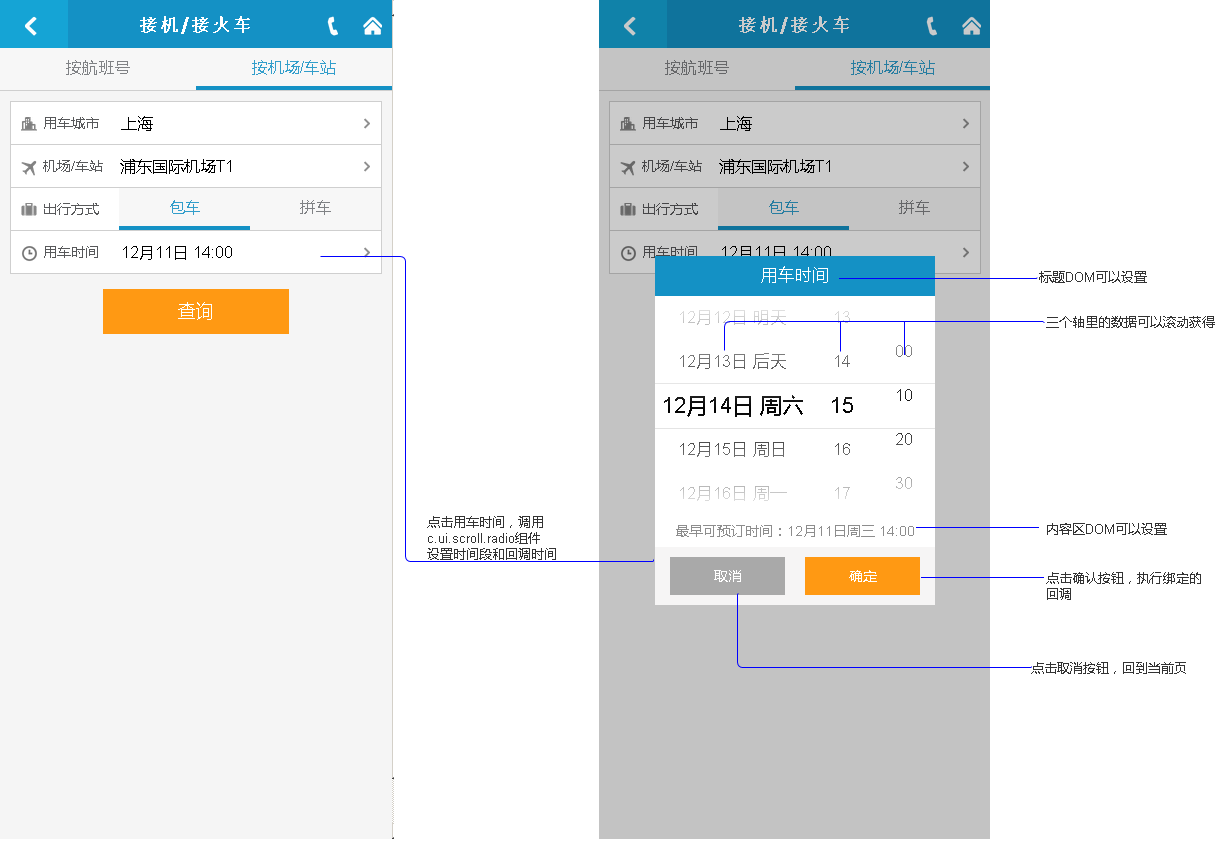 接机/接火车
按航班号
按机场/车站
用车城市 上海
机场/车站 浦东国际机场T1
出行方式 包车 拼车
用车时间 12月11日 14:00
查询
点击用车时间，调用
c.ui.scroll.radio组件
设置时间段和回调时间
接机/接火车
按航班号
按机场/车站
用车城市 上海
机场/车站 浦东国际机场T1
出行方式 包车 拼车
用车时间 12月11日 14:00
用车时间
12月12日 明天 13
12月13日 后天 14 00
12月14日 周六 15 10
12月15日 周日 16 20
12月16日 周一 17 30
最早可预订时间：12月11日周三 14:00
取消
确定
标题DOM可以设置
三个轴里的数据可以滚动获得
内容区DOM可以设置
点击确认按钮，执行绑定的
回调
点击取消按钮，回到当前页